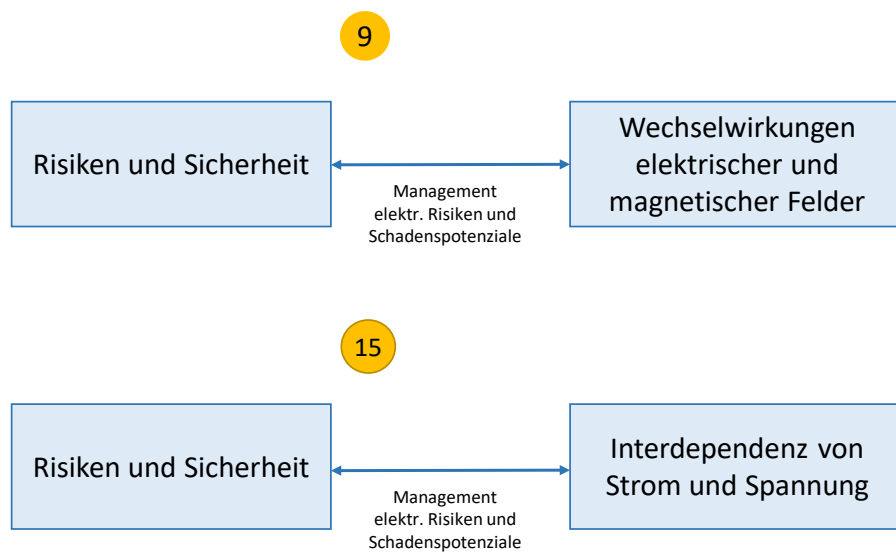 9
Risiken und Sicherheit
Management
elektr. Risiken und
Schadenspotenziale
Wechselwirkungen
elektrischer und
magnetischer Felder
15
Risiken und Sicherheit
Management
elektr. Risiken und
Schadenspotenziale
Interdependenz von
Strom und Spannung